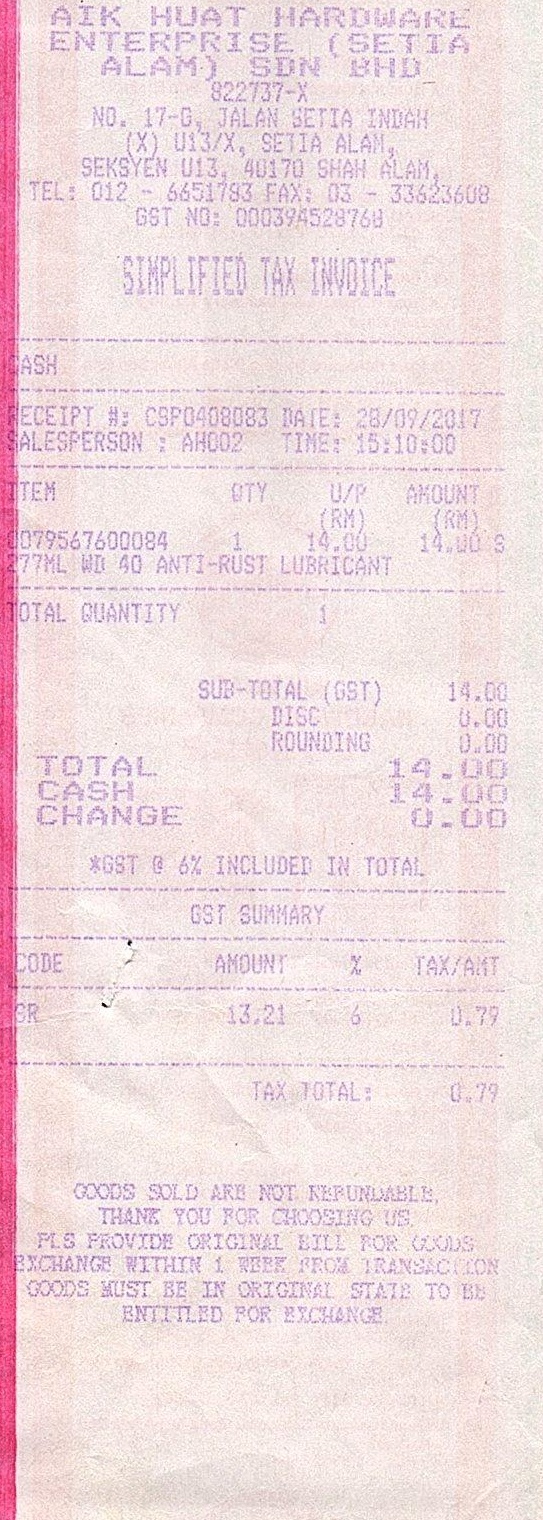 AIK HUAT HARDWARE
ENTERPRISE (SETIA
ALAM) SDN BHD
822737-X
NO. 17-G, JALAN SETIA INDAH
(X) U13/X, SETIA ALAM,
SEKSYEN U13, 40170 SHAH ALAM,
TEL: 012 - 6651783 FAX: 03 - 33623608
GST NO: 000394528768
SIMPLIFIED TAX INVOICE
CASH
RECEIPT #: CSP0408083 DATE: 28/09/2017
SALESPERSON : AH002 TIME: 15:10:00
ITEM QTY U/P AMOUNT
(RM) (RM)
0079567600084 1 14.00 14.00 S
277ML WD 40 ANTI-RUST LUBRICANT
TOTAL QUANTITY 1
SUB-TOTAL (GST) 14.00
DISC 0.00
ROUNDING 0.00
TOTAL 14.00
CASH 14.00
CHANGE 0.00
*GST @ 6% INCLUDED IN TOTAL
GST SUMMARY
CODE AMOUNT % TAX/AMT
SR 13.21 6 0.79
TAX TOTAL: 0.79
GOODS SOLD ARE NOT REFUNDABLE,
THANK YOU FOR CHOOSING US.
PLS PROVIDE ORIGINAL BILL FOR GOODS
EXCHANGE WITHIN 1 WEEK FROM TRANSACTION
GOODS MUST BE IN ORIGINAL STATE TO BE
ENTITLED FOR EXCHANGE.